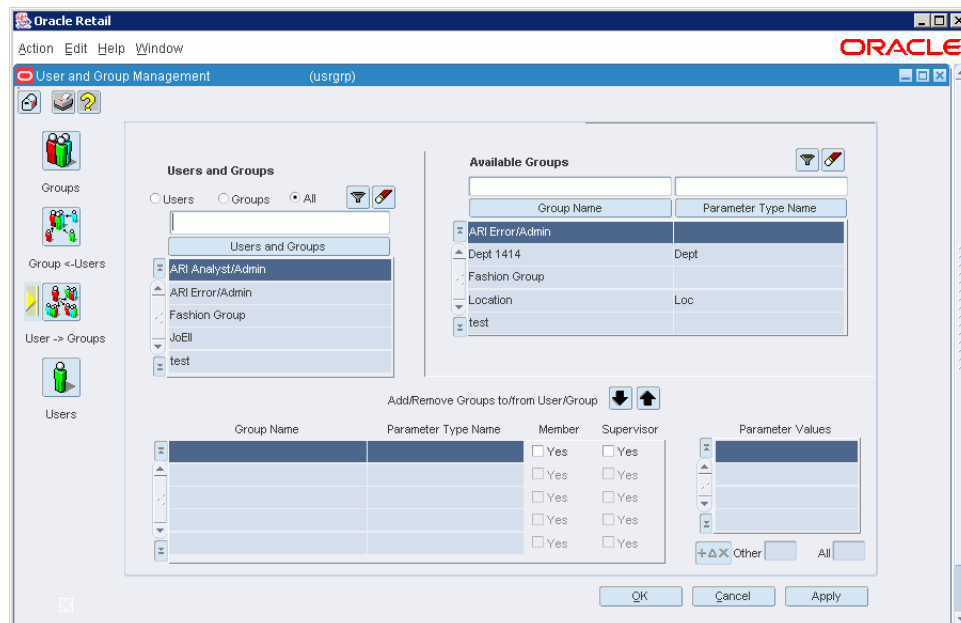 Oracle Retail
Action Edit Help Window
ORACLE
User and Group Management (usrgrp)
Groups
Group <-Users
User -> Groups
Users
Users and Groups
Users Groups All
Users and Groups
ARI Analyst/Admin
ARI Error/Admin
Fashion Group
JoEll
test
Available Groups
Group Name Parameter Type Name
ARI Error/Admin
Dept 1414 Dept
Fashion Group
Location Loc
test
Add/Remove Groups to/from User/Group
Group Name Parameter Type Name Member Supervisor
Yes Yes
Yes Yes
Yes Yes
Yes Yes
Yes Yes
Parameter Values
Other All
OK Cancel Apply